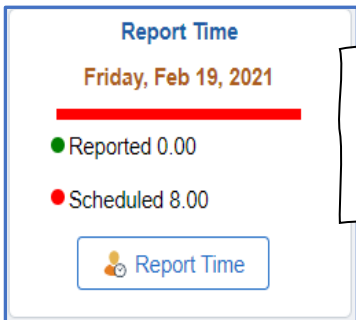 Report Time
Friday, Feb 19, 2021
Reported 0.00
Scheduled 8.00
Report Time